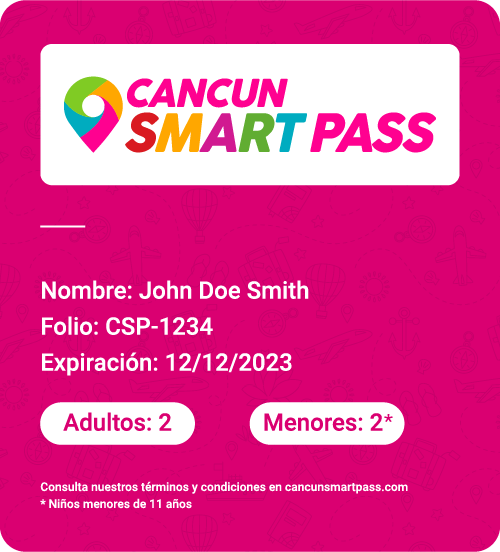 CANCUN
SMART PASS
Nombre: John Doe Smith
Folio: CSP-1234
Expiración: 12/12/2023
Adultos: 2 Menores: 2*
Consulta nuestros términos y condiciones en cancunsmartpass.com
* Niños menores de 11 años